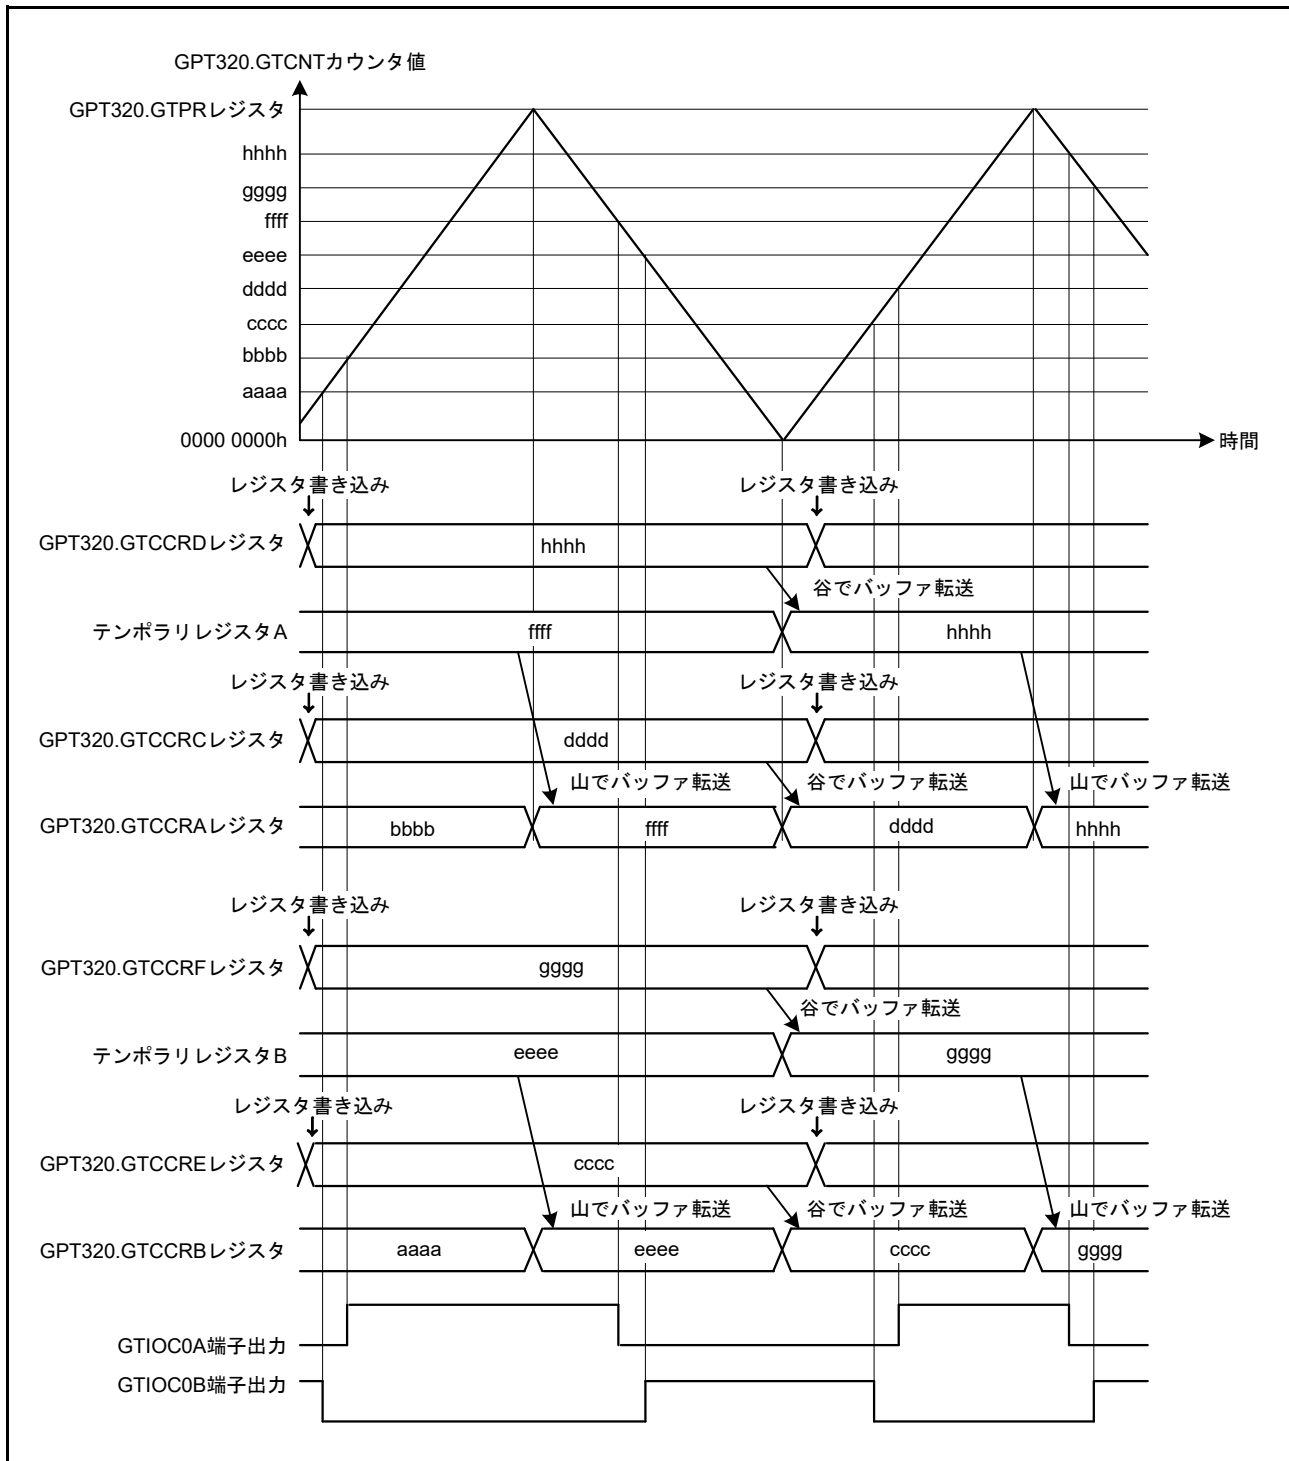 GPT320.GTCNTカウンタ値
GPT320.GTPRレジスタ
hhhh
gggg
ffff
eeee
dddd
cccc
bbbb
aaaa
0000 0000h
時間
レジスタ書き込み レジスタ書き込み
GPT320.GTCCRDレジスタ hhhh
谷でバッファ転送
テンポラリレジスタA ffff hhhh
レジスタ書き込み レジスタ書き込み
GPT320.GTCCRCレジスタ dddd
山でバッファ転送 谷でバッファ転送 山でバッファ転送
GPT320.GTCCRAレジスタ bbbb ffff dddd hhhh
レジスタ書き込み レジスタ書き込み
GPT320.GTCCRFレジスタ gggg
谷でバッファ転送
テンポラリレジスタB eeee gggg
レジスタ書き込み レジスタ書き込み
GPT320.GTCCREレジスタ cccc
山でバッファ転送 谷でバッファ転送 山でバッファ転送
GPT320.GTCCRBレジスタ aaaa eeee cccc gggg
GTIOC0A端子出力
GTIOC0B端子出力